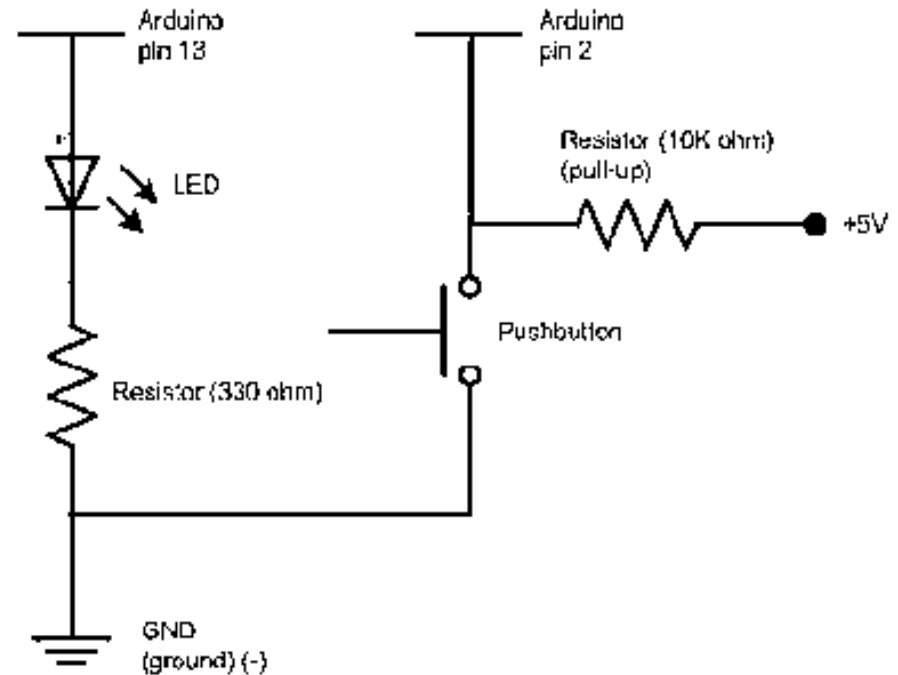 Arduino
pin 13
Arduino
pin 2
Resistor (10K ohm)
(pull-up)
LED
+5V
Pushbutton
Resistor (330 ohm)
GND
(ground) (-)